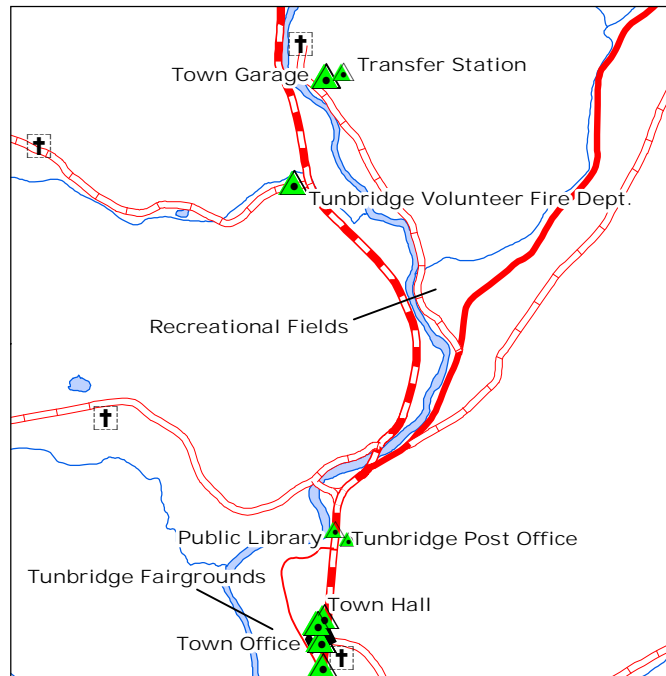 Town Garage
Transfer Station
Tunbridge Volunteer Fire Dept.
Recreational Fields
Public Library
Tunbridge Post Office
Tunbridge Fairgrounds
Town Hall
Town Office